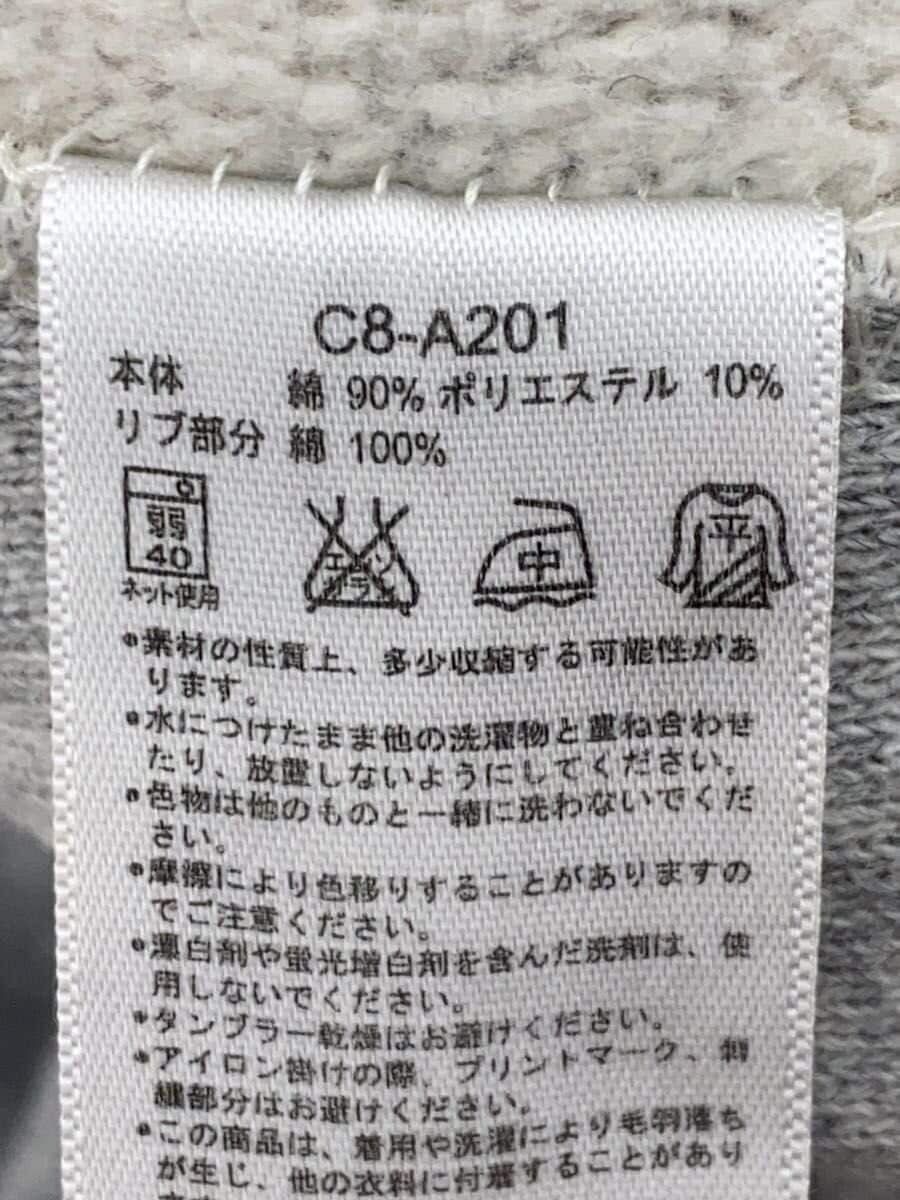 C8-A201
本体 綿 90% ポリエステル 10%
リブ部分 綿 100%
弱
40
ネット使用
エンソ
サラシ
中
平
•素材の性質上、多少収縮する可能性があ
ります。
•水につけたまま他の洗濯物と重ね合わせ
たり、放置しないようにしてください。
•色物は他のものと一緒に洗わないでくだ
さい。
•摩擦により色移りすることがありますの
でご注意ください。
•漂白剤や蛍光増白剤を含んだ洗剤は、使
用しないでください。
•タンブラー乾燥はお避けください。
•アイロン掛けの際、プリントマーク、刺
繍部分はお避けください。
•この商品は、着用や洗濯により毛羽落ち
が生じ、他の衣料に付着することがあり